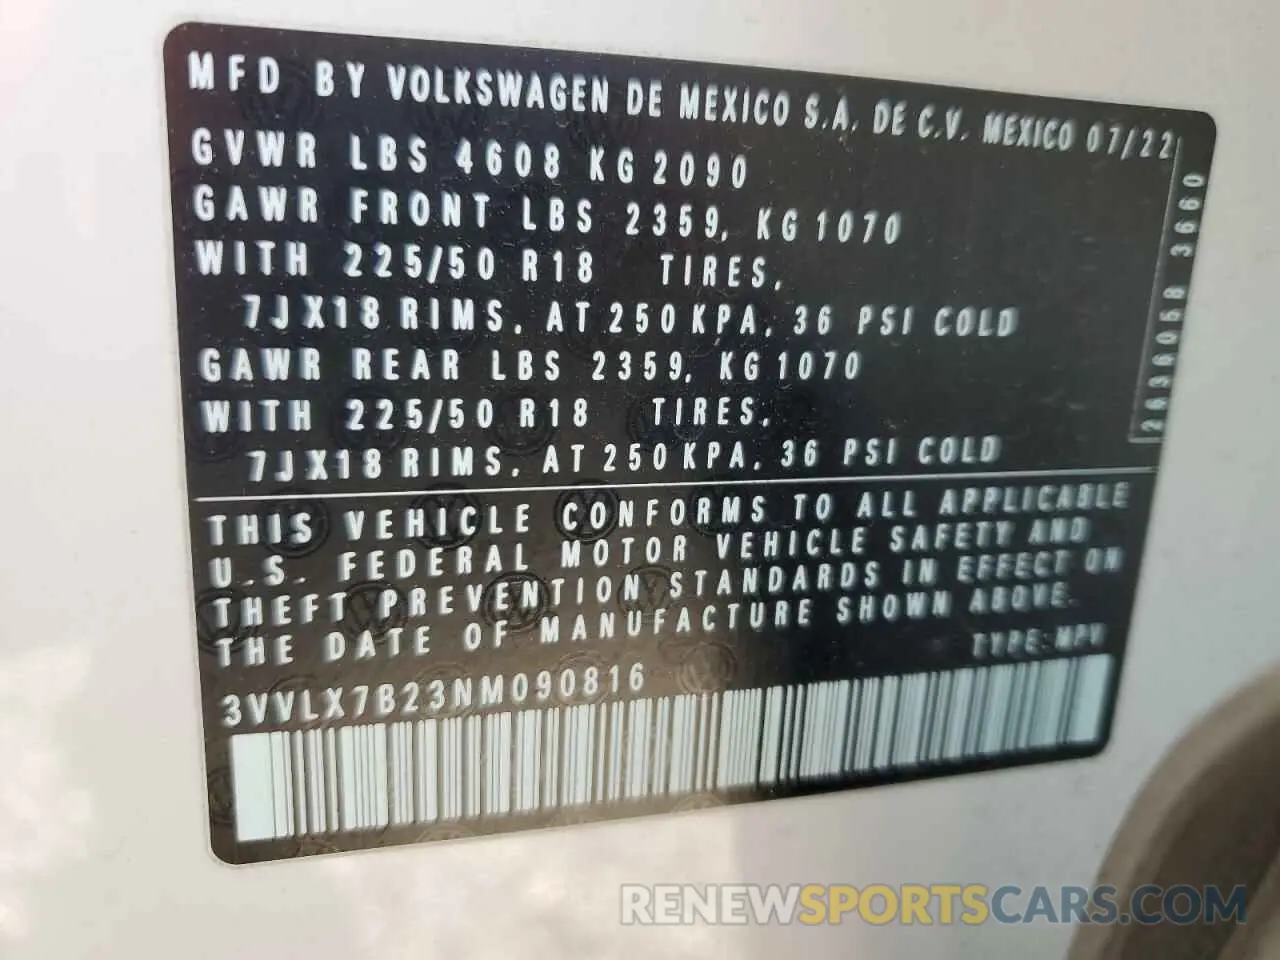 MFD BY VOLKSWAGEN DE MEXICO S.A. DE C.V. MEXICO 07/22
GVWR LBS 4608 KG 2090
GAWR FRONT LBS 2359, KG 1070
WITH 225/50 R18 TIRES,
7JX18 RIMS, AT 250 KPA, 36 PSI COLD
GAWR REAR LBS 2359, KG 1070
WITH 225/50 R18 TIRES,
7JX18 RIMS, AT 250 KPA, 36 PSI COLD
THIS VEHICLE CONFORMS TO ALL APPLICABLE
U.S. FEDERAL MOTOR VEHICLE SAFETY AND
THEFT PREVENTION STANDARDS IN EFFECT ON
THE DATE OF MANUFACTURE SHOWN ABOVE.
TYPE: MPV
3VVLX7B23NM090816
RENEWSPORTSCARS.COM